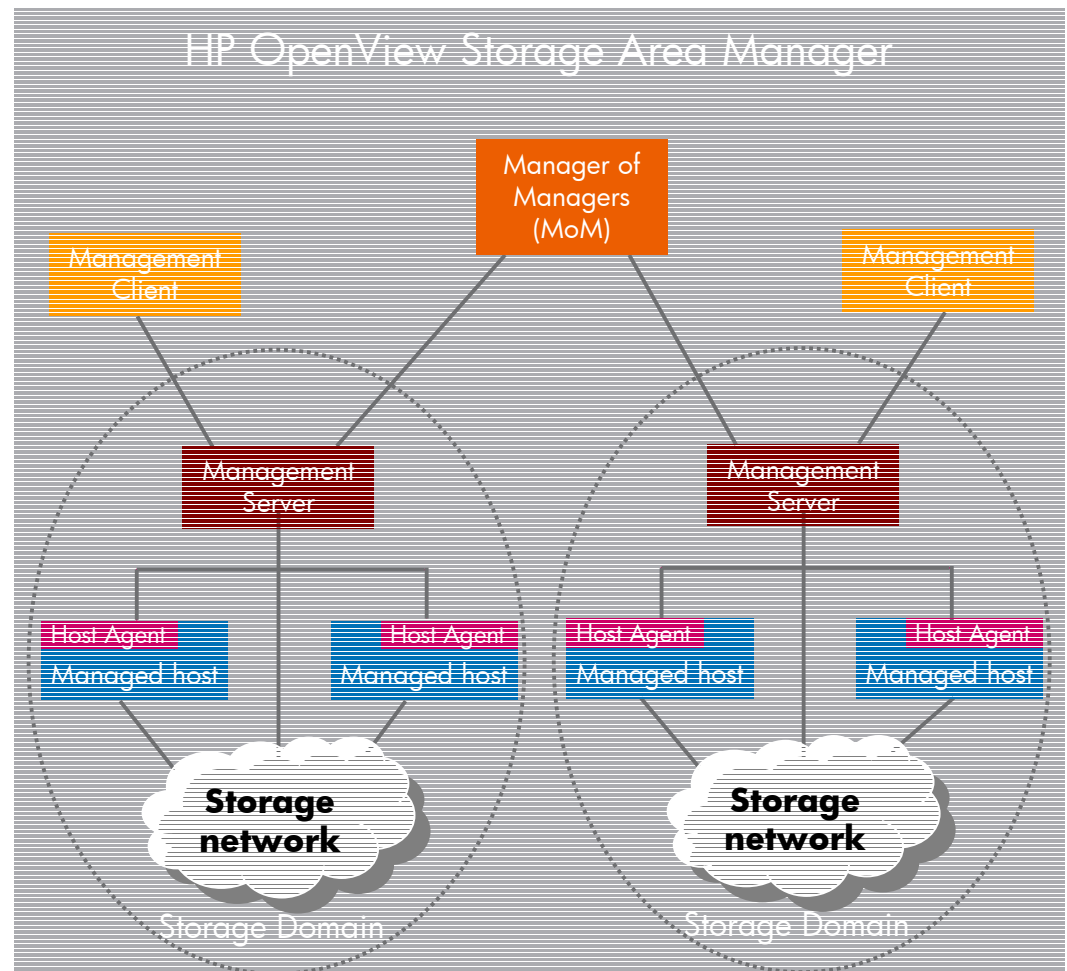 HP OpenView Storage Area Manager
Manager of
Managers
(MoM)
Management
Client
Management
Client
Management
Server
Management
Server
Host Agent
Managed host
Host Agent
Managed host
Host Agent
Managed host
Host Agent
Managed host
Storage
network
Storage
network
Storage Domain
Storage Domain